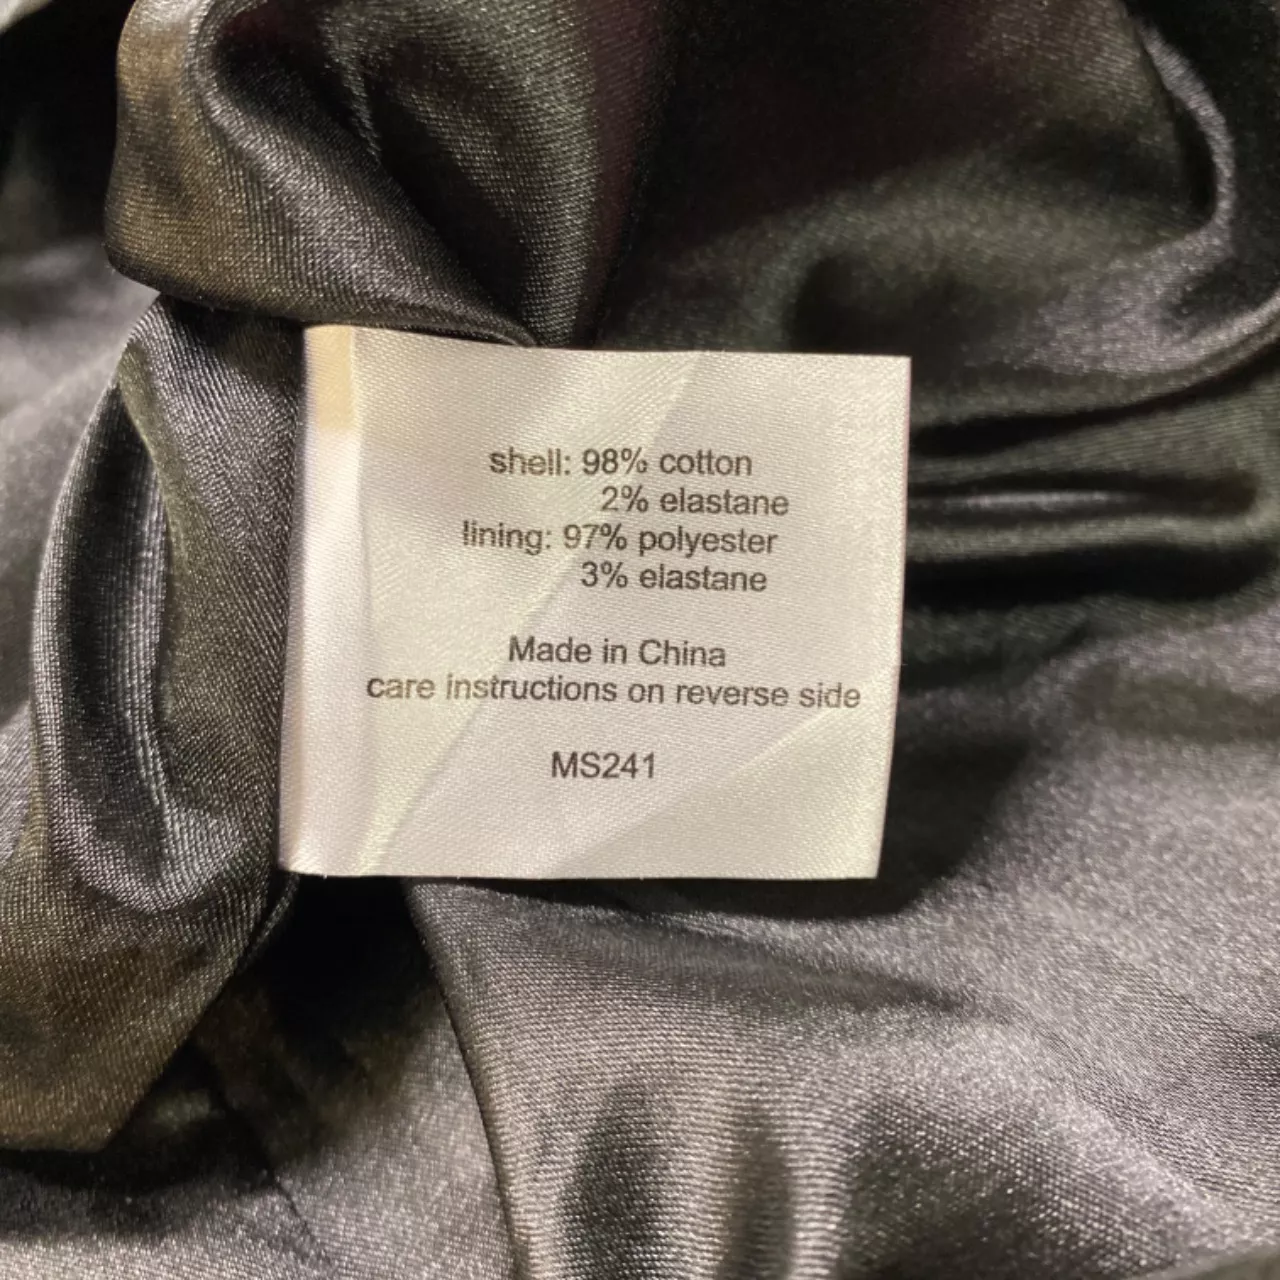 shell: 98% cotton
2% elastane
lining: 97% polyester
3% elastane
Made in China
care instructions on reverse side
MS241